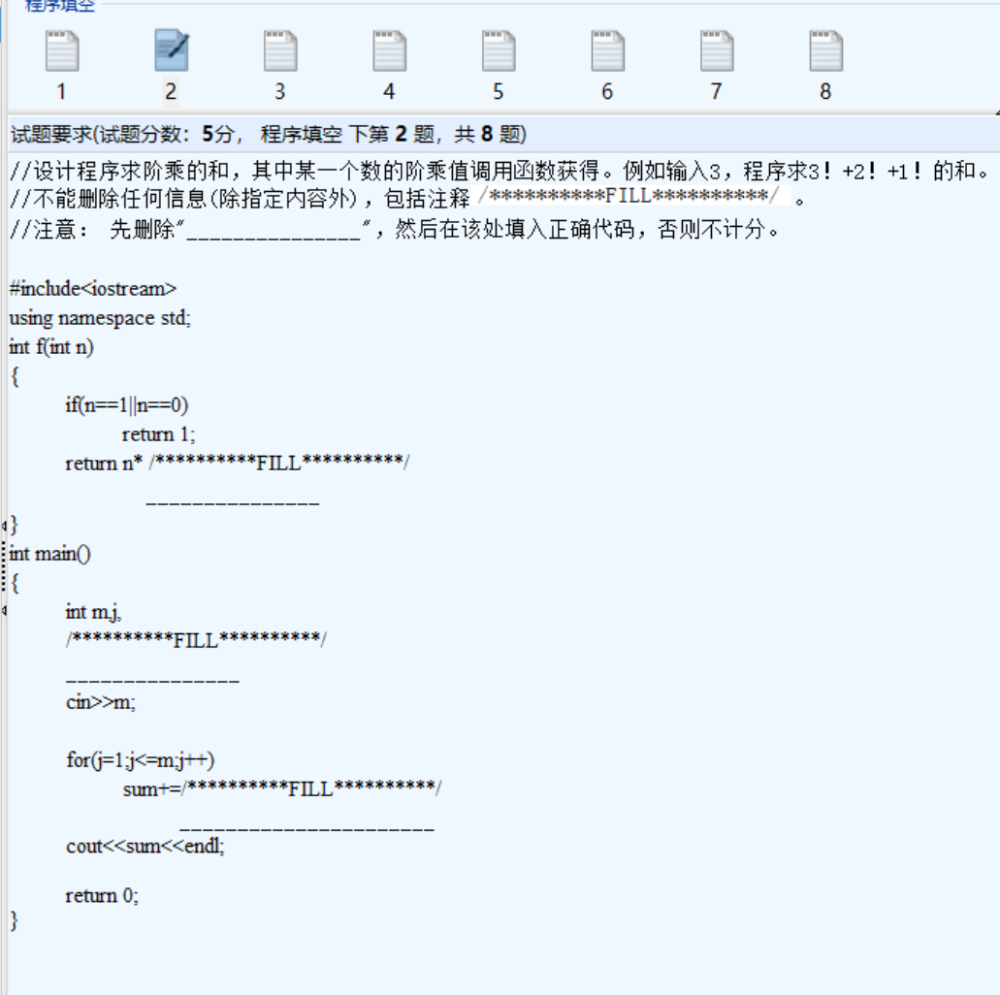 程序填空
1 2 3 4 5 6 7 8
试题要求(试题分数：5分， 程序填空 下第 2 题，共 8 题)
//设计程序求阶乘的和，其中某一个数的阶乘值调用函数获得。例如输入3，程序求3！+2！+1！的和。
//不能删除任何信息(除指定内容外)，包括注释 /**********FILL**********/ 。
//注意： 先删除"_______________"，然后在该处填入正确代码，否则不计分。
#include<iostream>
using namespace std;
int f(int n)
{
if(n==1||n==0)
return 1;
return n* /**********FILL**********/
_______________
}
int main()
{
int m,j,
/**********FILL**********/
_______________
cin>>m;
for(j=1;j<=m;j++)
sum+=/**********FILL**********/
______________________
cout<<sum<<endl;
return 0;
}